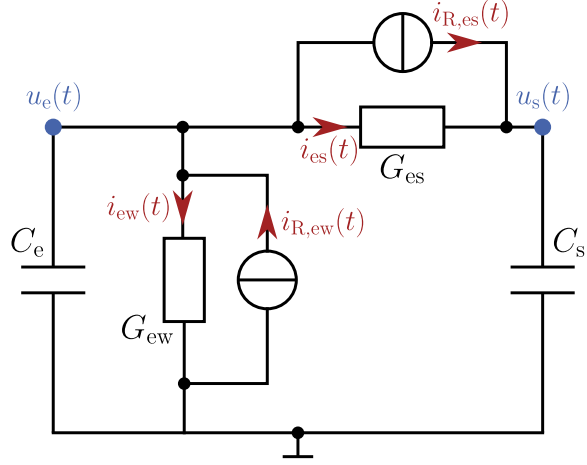 i_R,es(t)
u_e(t)
u_s(t)
i_es(t)
G_es
i_ew(t)
i_R,ew(t)
C_e
C_s
G_ew